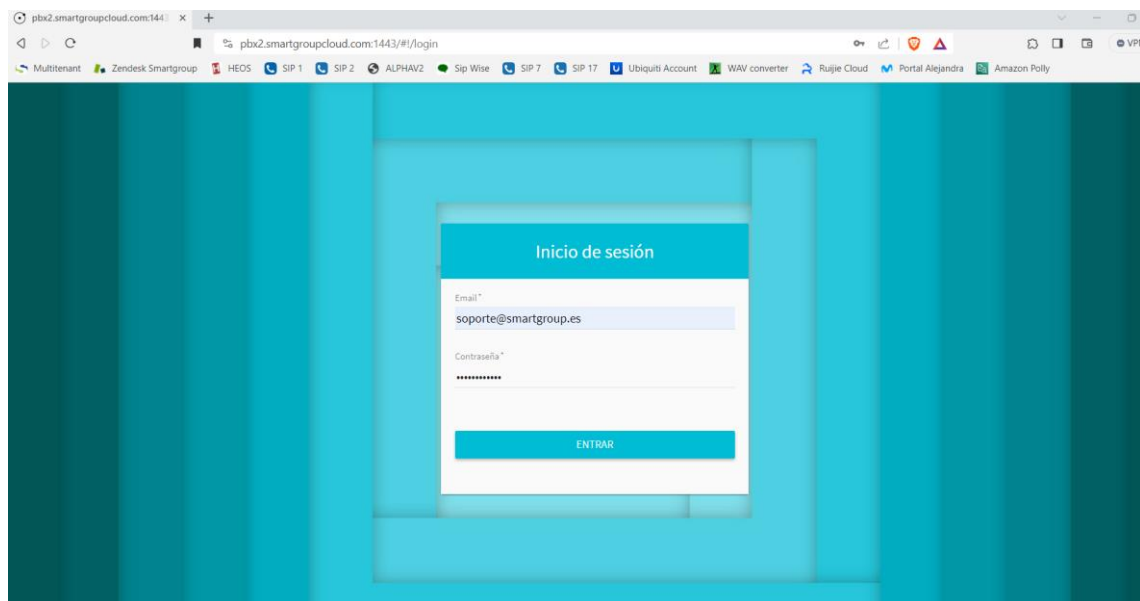 pbx2.smartgroupcloud.com:144
pbx2.smartgroupcloud.com:1443/#!/login
VPN
Multitenant Zendesk Smartgroup HEOS SIP 1 SIP 2 ALPHAV2 Sip Wise SIP 7 SIP 17 Ubiquiti Account WAV converter Ruijie Cloud Portal Alejandra Amazon Polly
Inicio de sesión
Email *
soporte@smartgroup.es
Contraseña *
••••••••••••
ENTRAR